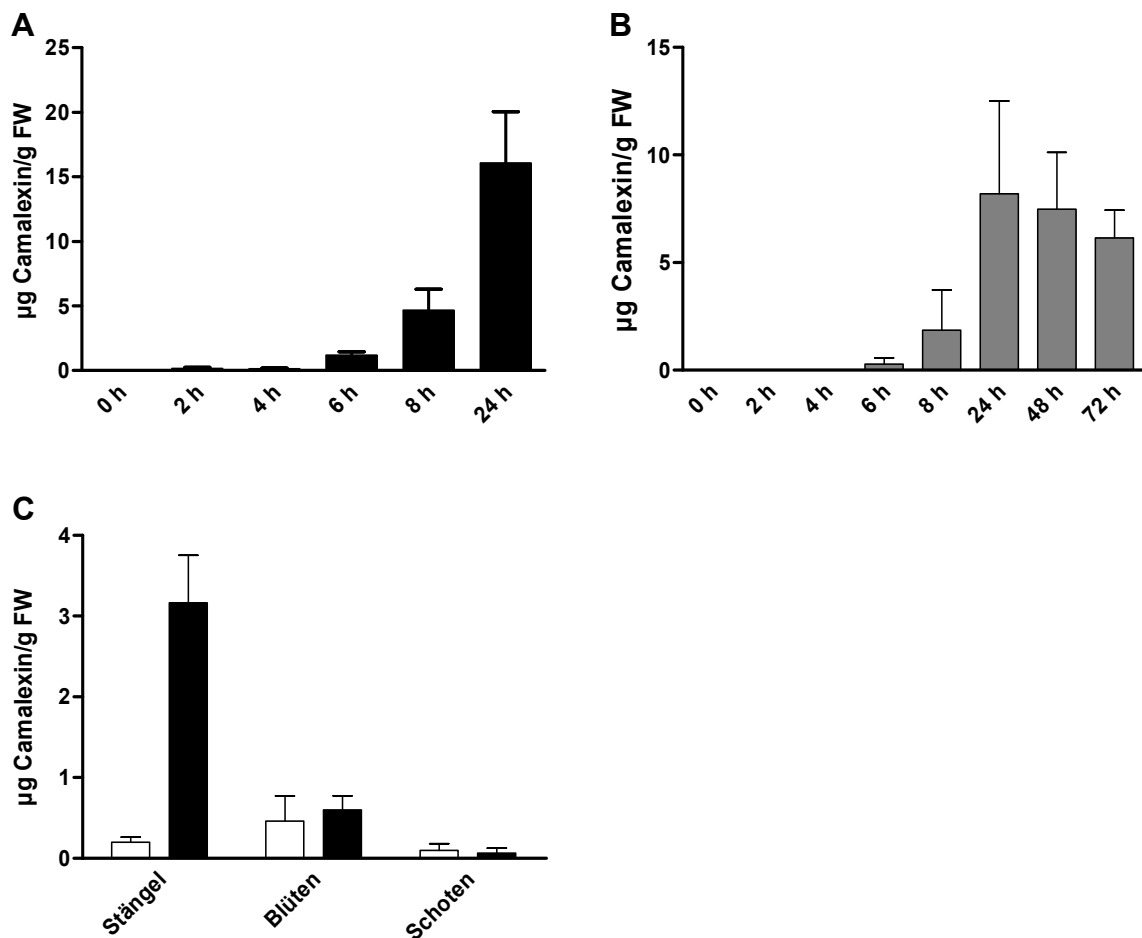 A
µg Camalexin/g FW
25
20
15
10
5
0
0 h
2 h
4 h
6 h
8 h
24 h
B
µg Camalexin/g FW
15
10
5
0
0 h
2 h
4 h
6 h
8 h
24 h
48 h
72 h
C
µg Camalexin/g FW
4
3
2
1
0
Stängel
Blüten
Schoten